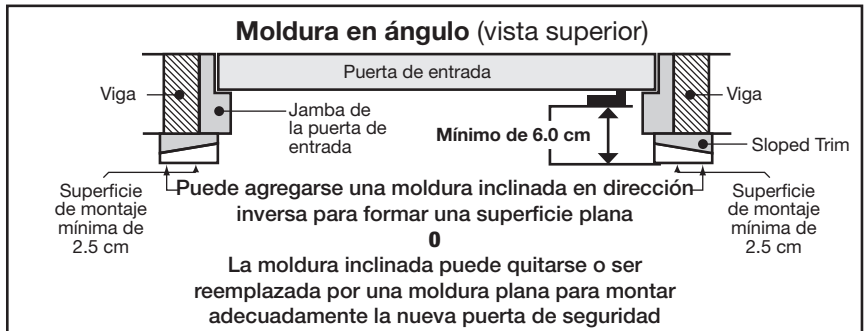 Moldura en ángulo (vista superior)
Puerta de entrada
Viga
Jamba de
la puerta de
entrada
Mínimo de 6.0 cm
Viga
Sloped Trim
Superficie
de montaje
mínima de
2.5 cm
Puede agregarse una moldura inclinada en dirección
inversa para formar una superficie plana
O
La moldura inclinada puede quitarse o ser
reemplazada por una moldura plana para montar
adecuadamente la nueva puerta de seguridad
Superficie
de montaje
mínima de
2.5 cm